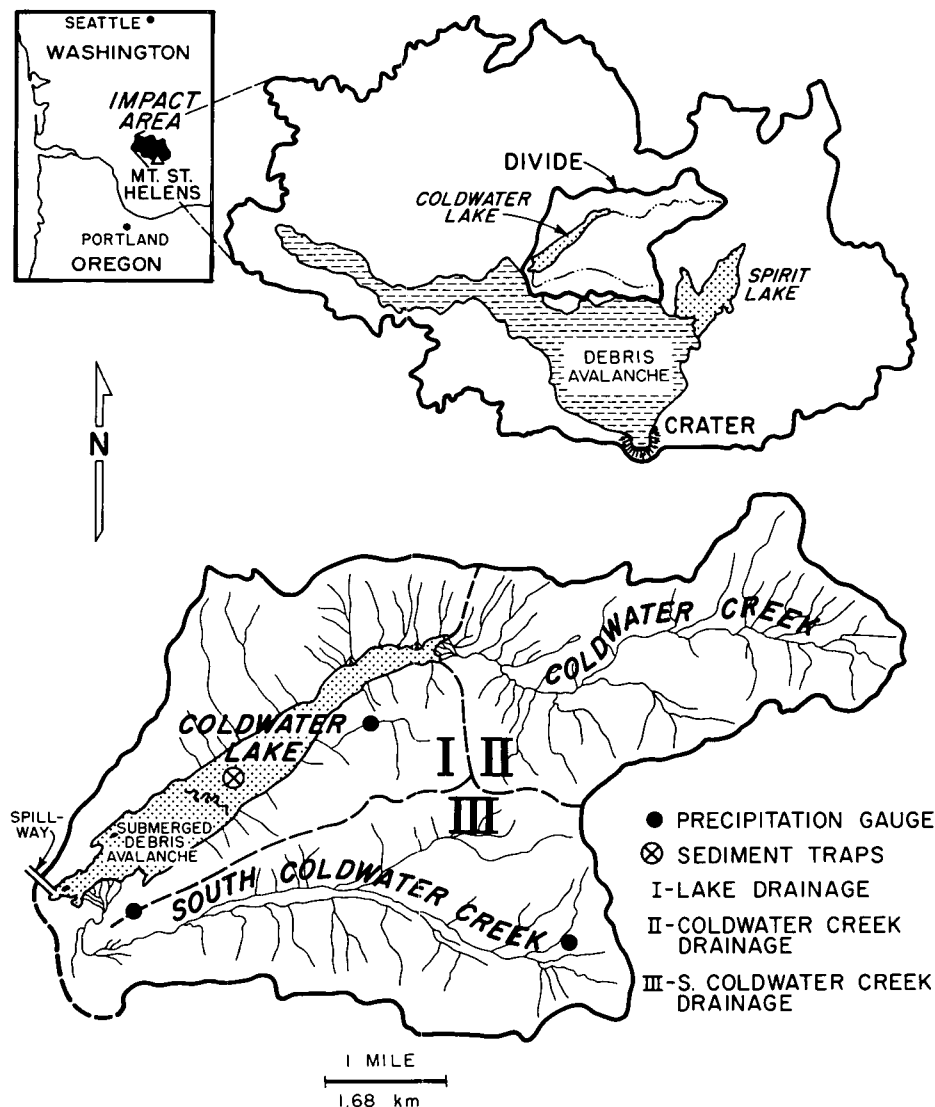 SEATTLE
WASHINGTON
IMPACT
AREA
MT. ST.
HELENS
PORTLAND
OREGON
DIVIDE
COLDWATER
LAKE
SPIRIT
LAKE
DEBRIS
AVALANCHE
CRATER
N
COLDWATER CREEK
COLDWATER
LAKE
I
II
III
SPILL-
WAY
SUBMERGED
DEBRIS
AVALANCHE
SOUTH COLDWATER CREEK
PRECIPITATION GAUGE
SEDIMENT TRAPS
I-LAKE DRAINAGE
II-COLDWATER CREEK
DRAINAGE
III-S. COLDWATER CREEK
DRAINAGE
1 MILE
1.68 km